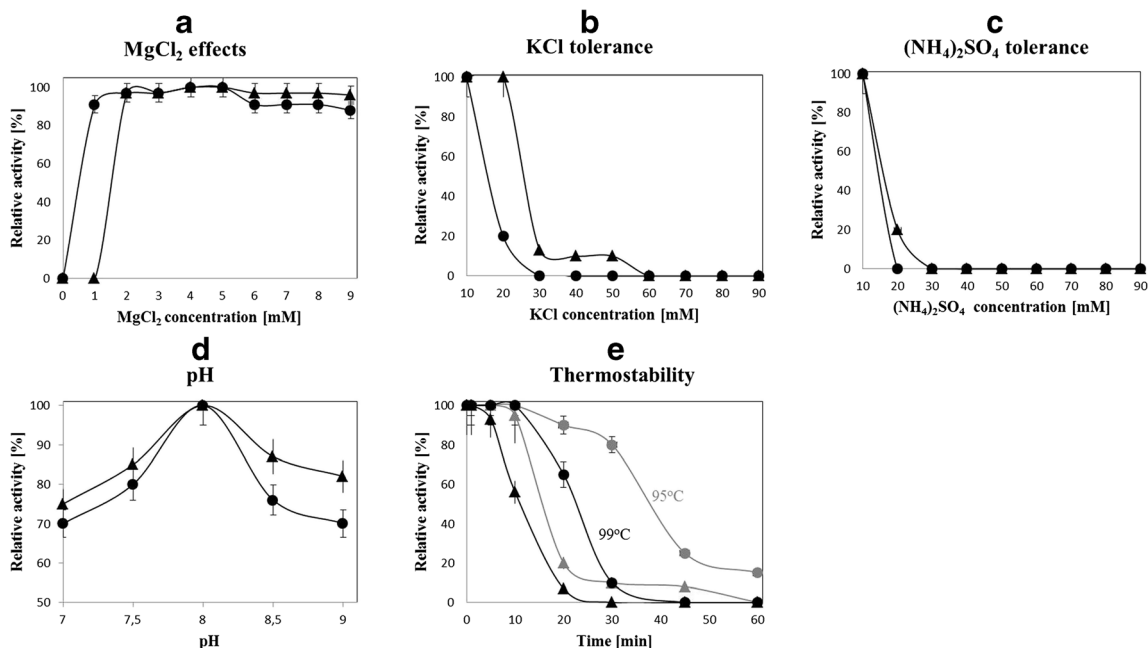 a
MgCl2 effects
Relative activity [%]
100
80
60
40
20
0
0 1 2 3 4 5 6 7 8 9
MgCl2 concentration [mM]
b
KCl tolerance
Relative activity [%]
100
80
60
40
20
0
10 20 30 40 50 60 70 80 90
KCl concentration [mM]
c
(NH4)2SO4 tolerance
Relative activity [%]
100
80
60
40
20
0
10 20 30 40 50 60 70 80 90
(NH4)2SO4 concentration [mM]
d
pH
Relative activity [%]
100
90
80
70
60
50
7 7,5 8 8,5 9
pH
e
Thermostability
Relative activity [%]
100
80
60
40
20
0
95°C
99°C
0 10 20 30 40 50 60
Time [min]